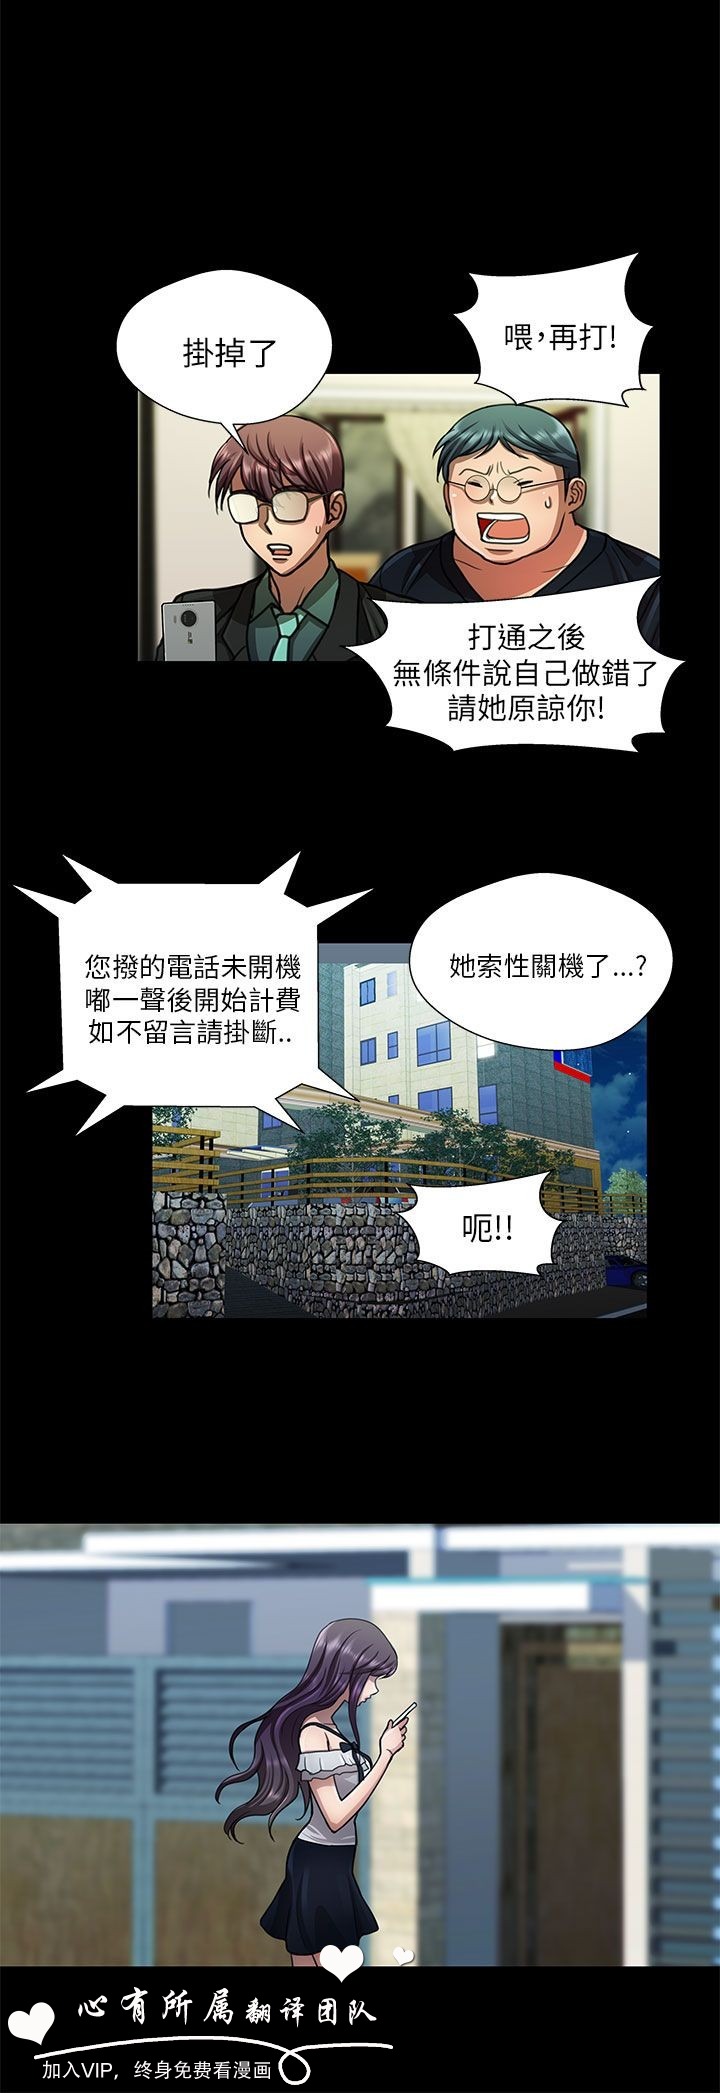 掛掉了
喂，再打!
打通之後
無條件說自己做錯了
請她原諒你!
您撥的電話未開機
嘟一聲後開始計費
如不留言請掛斷..
她索性關機了...?
呃!!
心有所属翻译团队
加入VIP，终身免费看漫画